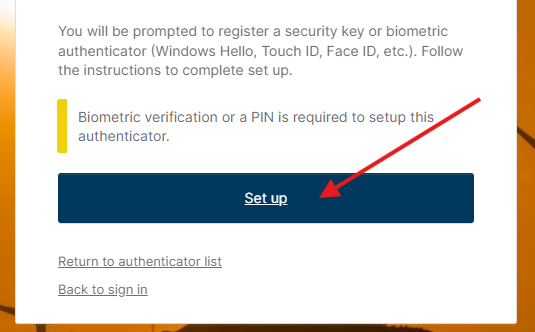 You will be prompted to register a security key or biometric
authenticator (Windows Hello, Touch ID, Face ID, etc.). Follow
the instructions to complete set up.
Biometric verification or a PIN is required to setup this
authenticator.
Set up
Return to authenticator list
Back to sign in